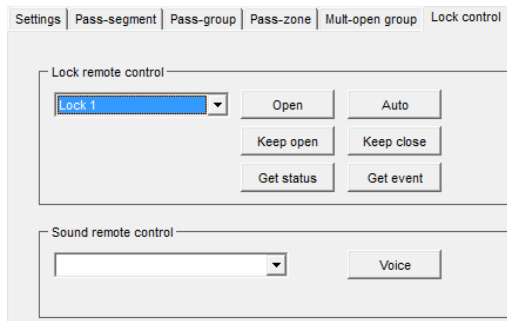 Settings Pass-segment Pass-group Pass-zone Mult-open group Lock control
Lock remote control
Lock 1 Open Auto
Keep open Keep close
Get status Get event
Sound remote control
Voice